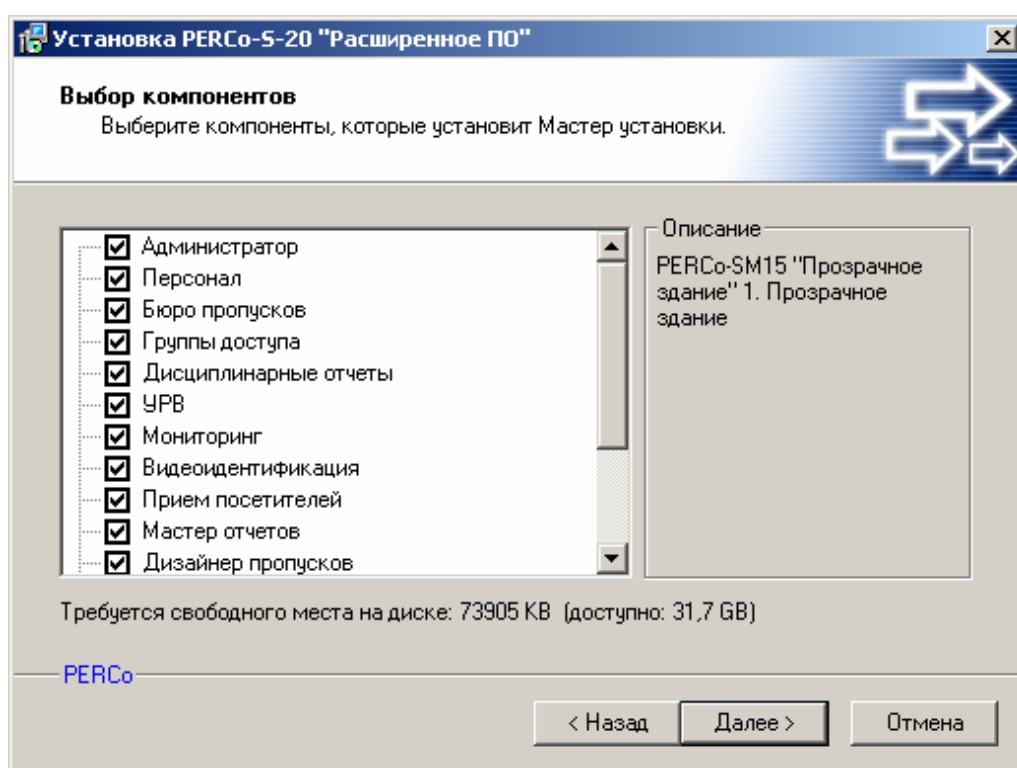 Установка PERCo-S-20 "Расширенное ПО"
Выбор компонентов
Выберите компоненты, которые установит Мастер установки.
Администратор
Персонал
Бюро пропусков
Группы доступа
Дисциплинарные отчеты
УРВ
Мониторинг
Видеоидентификация
Прием посетителей
Мастер отчетов
Дизайнер пропусков
Описание
PERCo-SM15 "Прозрачное
здание" 1. Прозрачное
здание
Требуется свободного места на диске: 73905 KB (доступно: 31,7 GB)
PERCo
< Назад
Далее >
Отмена